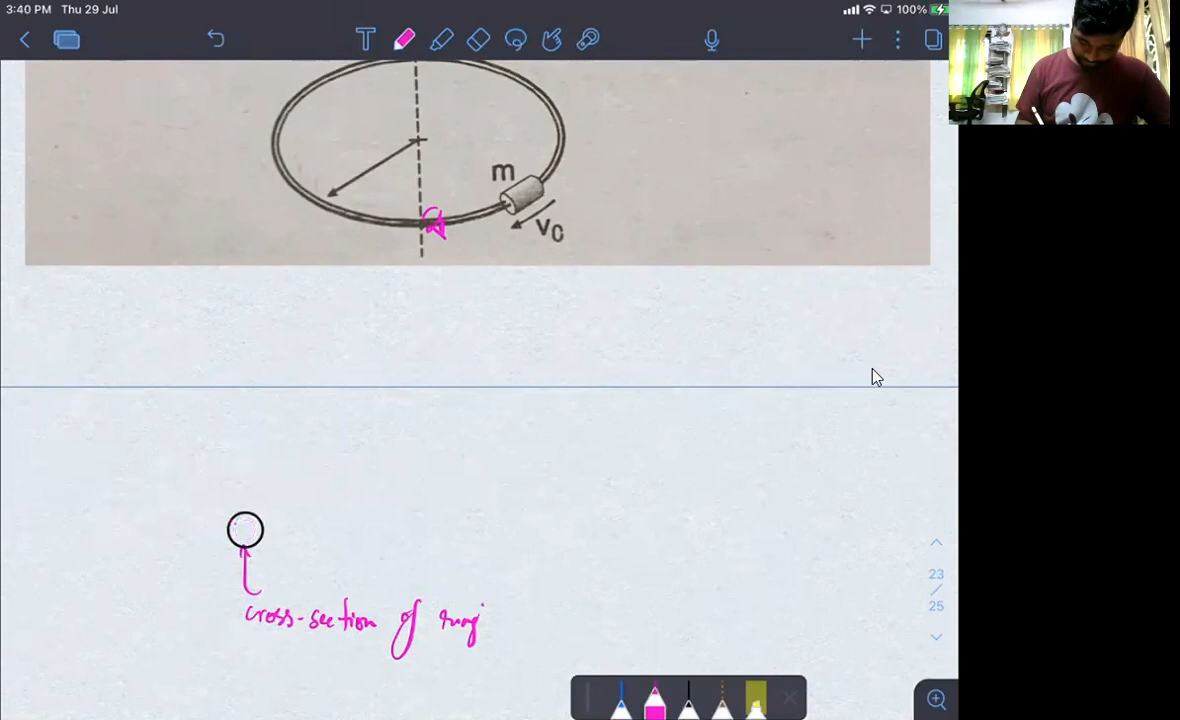 3:40 PM Thu 29 Jul
100%
T
m
v0
23
/
25
cross-section of ring